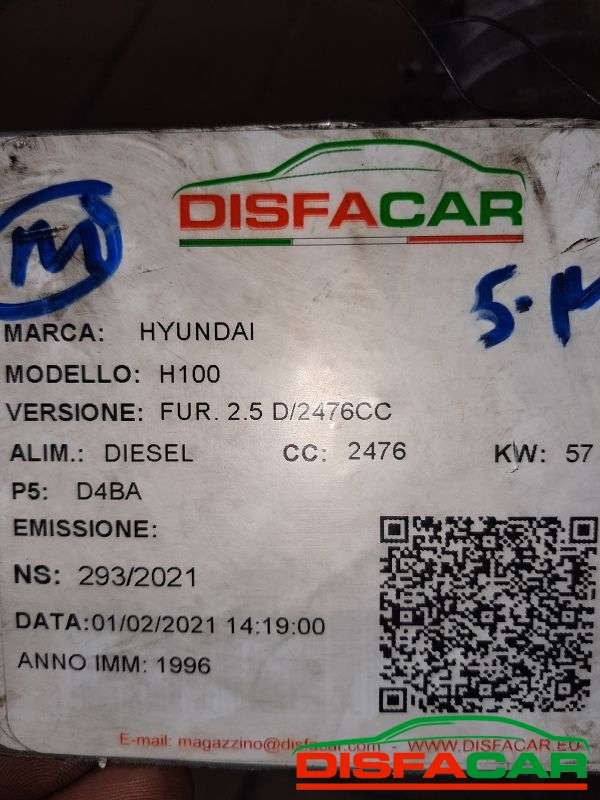 DISFACAR
M
5.
MARCA: HYUNDAI
MODELLO: H100
VERSIONE: FUR. 2.5 D/2476CC
ALIM.: DIESEL CC: 2476 KW: 57
P5: D4BA
EMISSIONE:
NS: 293/2021
DATA:01/02/2021 14:19:00
ANNO IMM: 1996
E-mail: magazzino@disfacar.com - WWW.DISFACAR.EU
DISFACAR